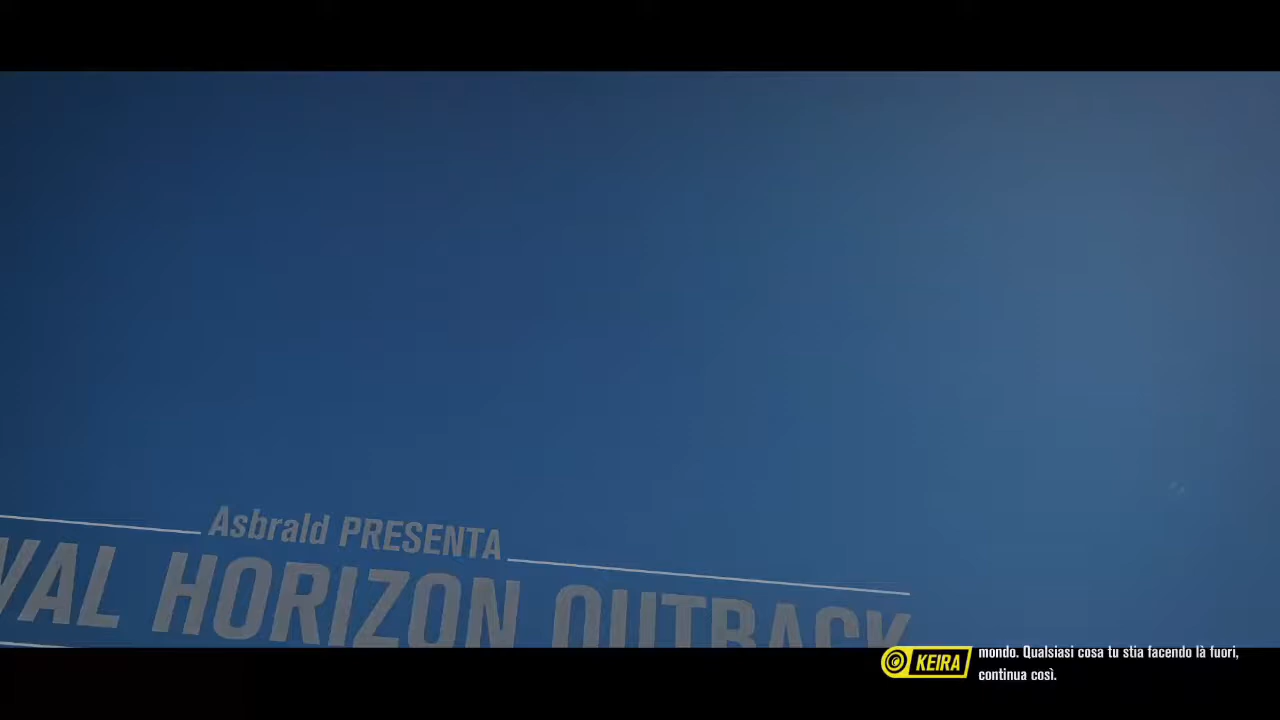 Asbrald PRESENTA
VAL HORIZON OUTBACK
KEIRA
mondo. Qualsiasi cosa tu stia facendo là fuori,
continua così.